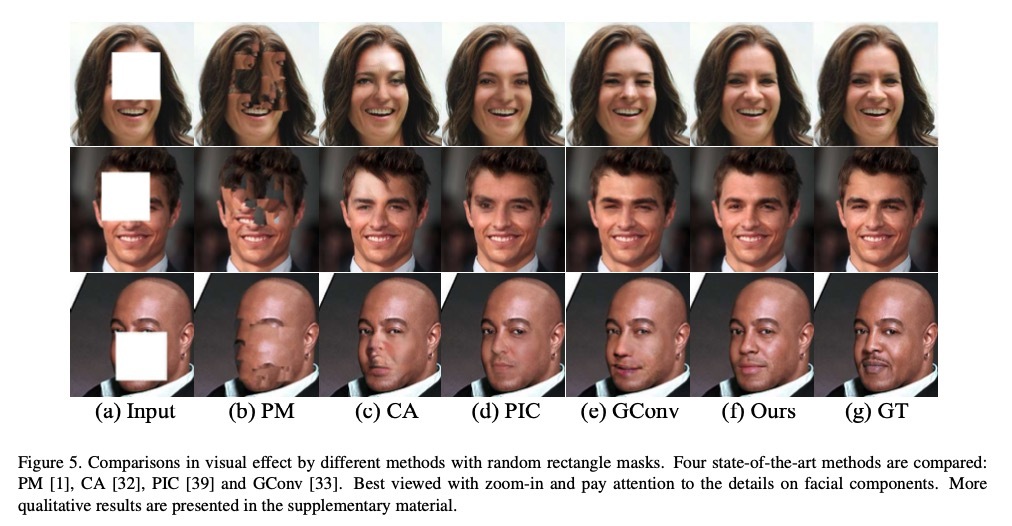 (a) Input (b) PM (c) CA (d) PIC (e) GConv (f) Ours (g) GT
Figure 5. Comparisons in visual effect by different methods with random rectangle masks. Four state-of-the-art methods are compared:
PM [1], CA [32], PIC [39] and GConv [33]. Best viewed with zoom-in and pay attention to the details on facial components. More
qualitative results are presented in the supplementary material.